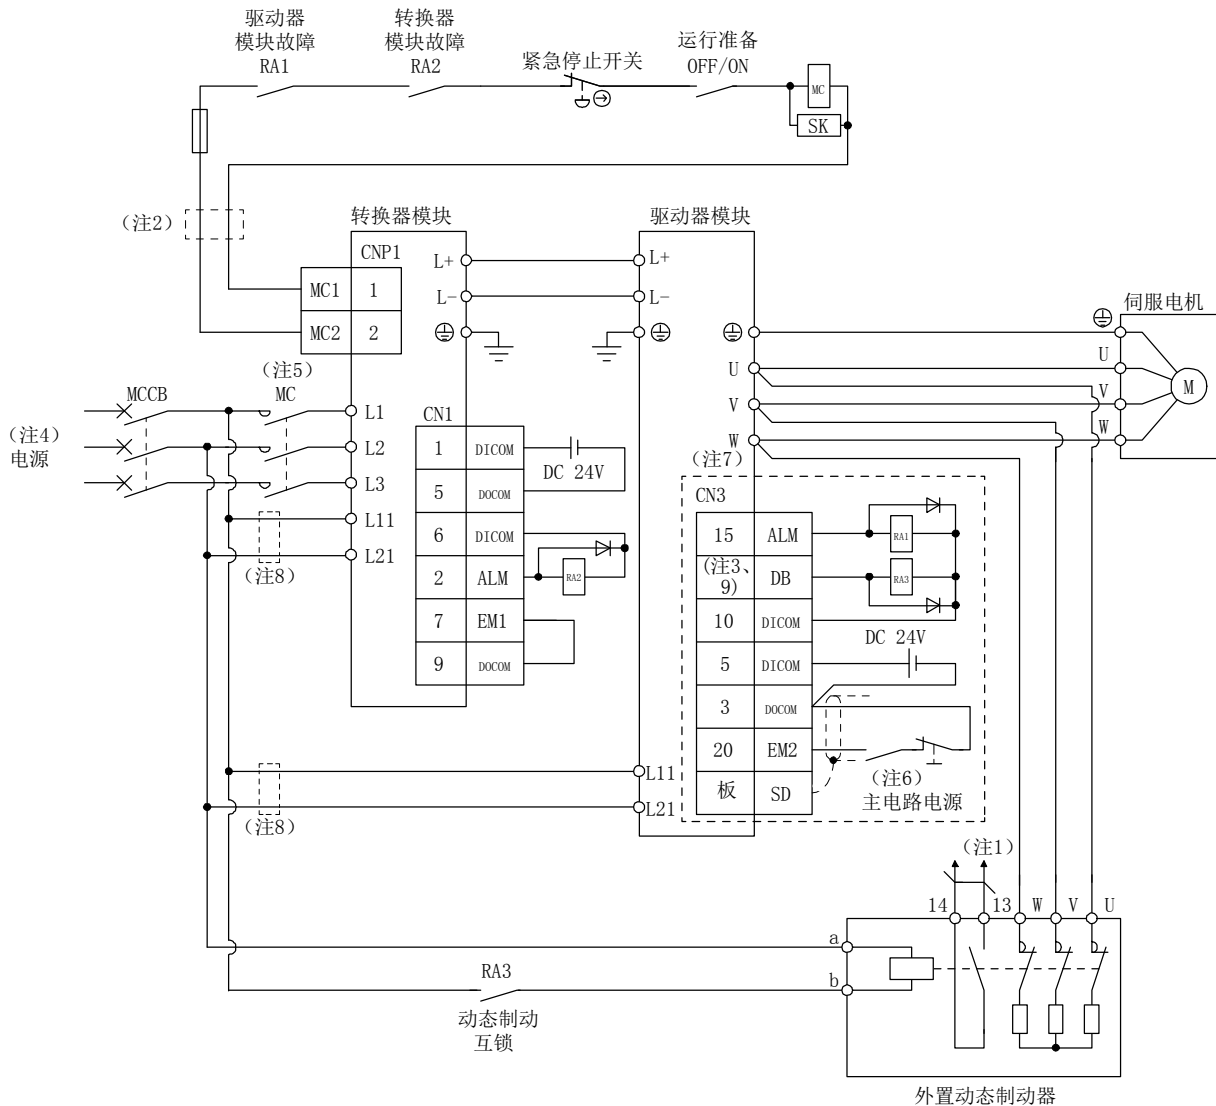 驱动器
模块故障
RA1
转换器
模块故障
RA2
紧急停止开关
运行准备
OFF/ON
MC
SK
（注2）
转换器模块
驱动器模块
CNP1
MC1 1
MC2 2
L+
L-
L+
L-
伺服电机
U
V
W
U
V
W
M
（注5）
MC
MCCB
（注4）
电源
L1
L2
L3
L11
L21
（注8）
CN1
1 DICOM
5 DOCOM
6 DICOM
2 ALM
7 EM1
9 DOCOM
DC 24V
RA2
（注7）
CN3
15 ALM
（注3、9） DB
10 DICOM
5 DICOM
3 DOCOM
20 EM2
板 SD
RA1
RA3
DC 24V
（注6）
主电路电源
L11
L21
（注8）
（注1）
14
13
W
V
U
a
b
RA3
动态制动
互锁
外置动态制动器